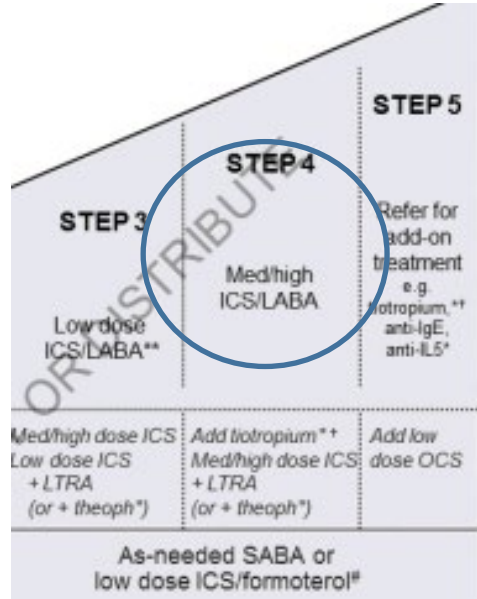 STEP 5
STEP 4
STEP 3
Refer for
add-on
treatment
e.g.
tiotropium,*†
anti-IgE,
anti-IL5*
Med/high
ICS/LABA
Low dose
ICS/LABA**
OR DISTRIBUTE
Med/high dose ICS
Low dose ICS
+ LTRA
(or + theoph*)
Add tiotropium*†
Med/high dose ICS
+ LTRA
(or + theoph*)
Add low
dose OCS
As-needed SABA or
low dose ICS/formoterol#